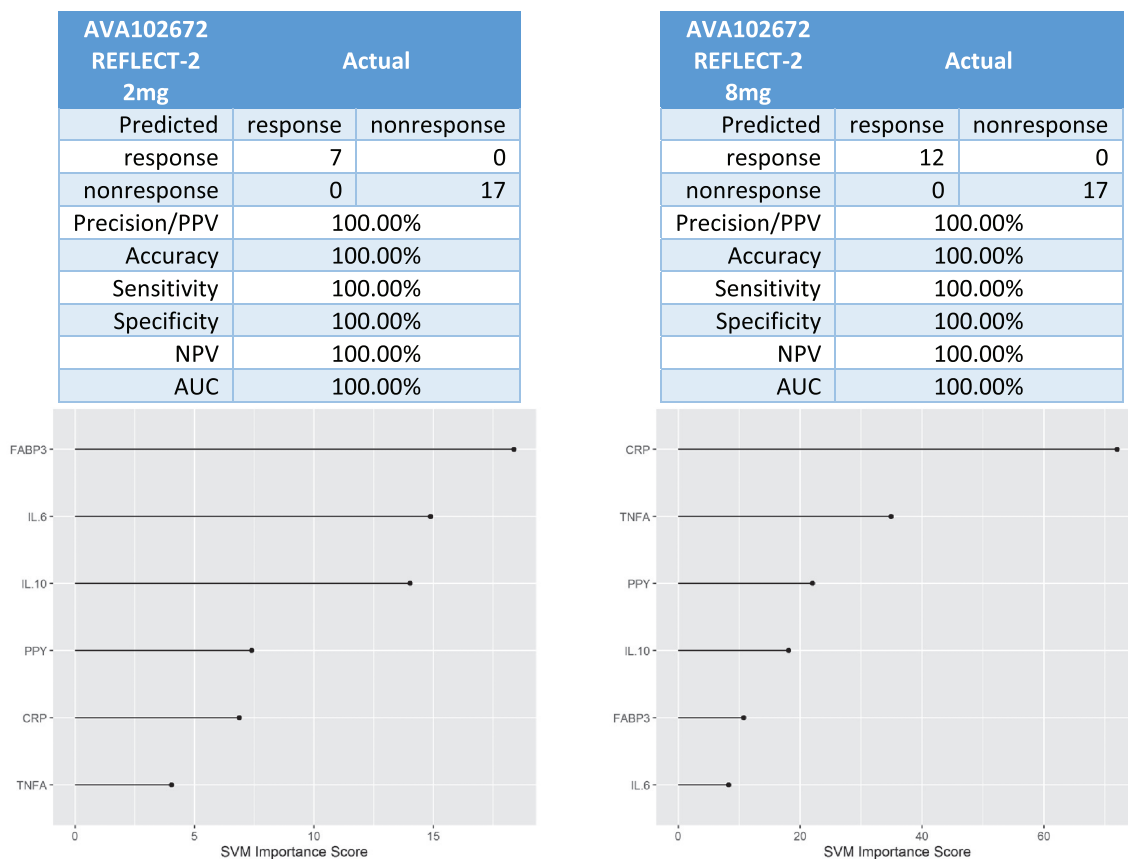 AVA102672
REFLECT-2
2mg
Actual
Predicted response nonresponse
response 7 0
nonresponse 0 17
Precision/PPV 100.00%
Accuracy 100.00%
Sensitivity 100.00%
Specificity 100.00%
NPV 100.00%
AUC 100.00%
FABP3
IL.6
IL.10
PPY
CRP
TNFA
0 5 10 15
SVM Importance Score
AVA102672
REFLECT-2
8mg
Actual
Predicted response nonresponse
response 12 0
nonresponse 0 17
Precision/PPV 100.00%
Accuracy 100.00%
Sensitivity 100.00%
Specificity 100.00%
NPV 100.00%
AUC 100.00%
CRP
TNFA
PPY
IL.10
FABP3
IL.6
0 20 40 60
SVM Importance Score